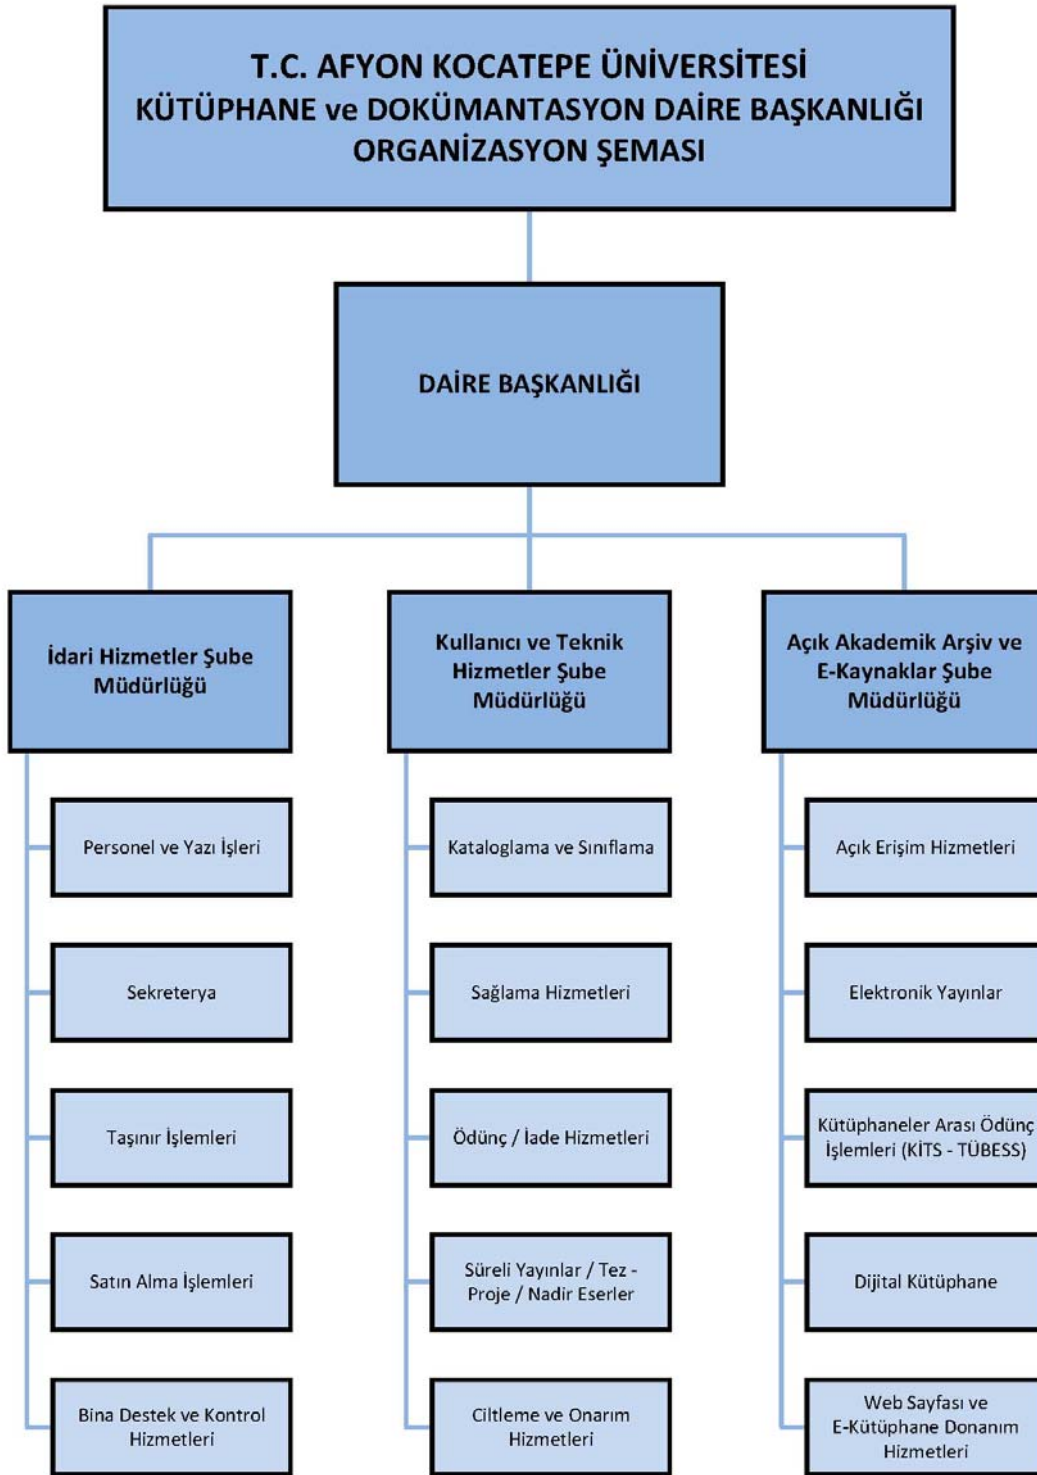 T.C. AFYON KOCATEPE ÜNİVERSİTESİ
KÜTÜPHANE ve DOKÜMANTASYON DAİRE BAŞKANLIĞI
ORGANİZASYON ŞEMASI
DAİRE BAŞKANLIĞI
İdari Hizmetler Şube
Müdürlüğü
Personel ve Yazı İşleri
Sekreterya
Taşınır İşlemleri
Satın Alma İşlemleri
Bina Destek ve Kontrol
Hizmetleri
Kullanıcı ve Teknik
Hizmetler Şube
Müdürlüğü
Kataloglama ve Sınıflama
Sağlama Hizmetleri
Ödünç / İade Hizmetleri
Süreli Yayınlar / Tez -
Proje / Nadir Eserler
Ciltleme ve Onarım
Hizmetleri
Açık Akademik Arşiv ve
E-Kaynaklar Şube
Müdürlüğü
Açık Erişim Hizmetleri
Elektronik Yayınlar
Kütüphaneler Arası Ödünç
İşlemleri (KİTS - TÜBESS)
Dijital Kütüphane
Web Sayfası ve
E-Kütüphane Donanım
Hizmetleri